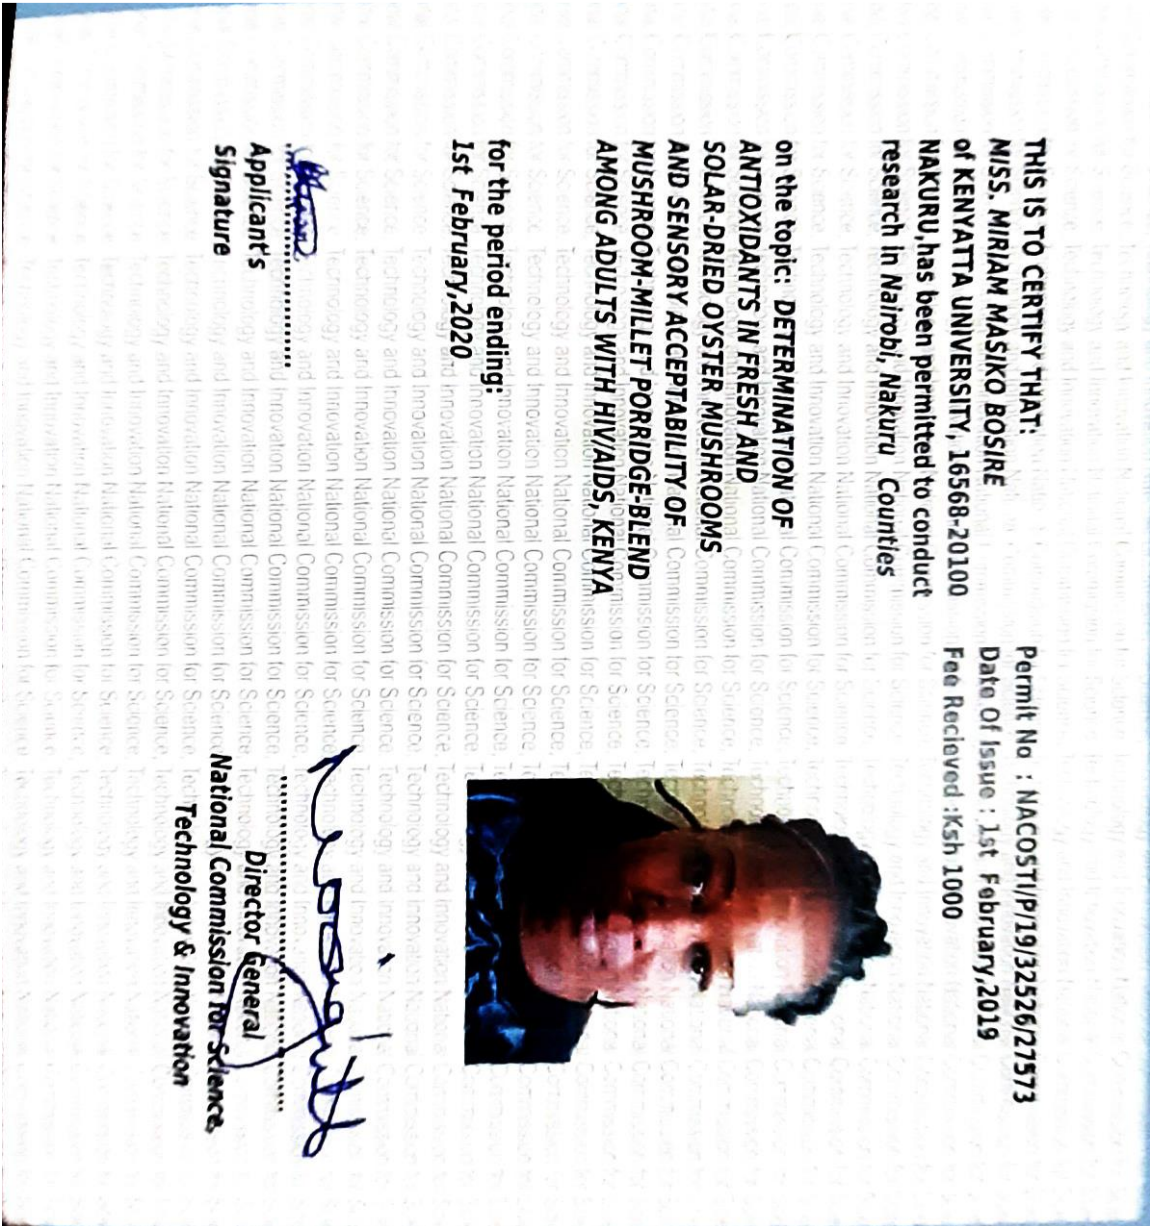 THIS IS TO CERTIFY THAT:
MISS. MIRIAM MASIKO BOSIRE
of KENYATTA UNIVERSITY, 16568-20100
NAKURU,has been permitted to conduct
research in Nairobi, Nakuru Counties
on the topic: DETERMINATION OF
ANTIOXIDANTS IN FRESH AND
SOLAR-DRIED OYSTER MUSHROOMS
AND SENSORY ACCEPTABILITY OF
MUSHROOM-MILLET PORRIDGE-BLEND
AMONG ADULTS WITH HIV/AIDS, KENYA
for the period ending:
1st February,2020
Applicant's
Signature
Permit No : NACOSTI/P/19/32526/27573
Date Of Issue : 1st February,2019
Fee Recieved :Ksh 1000
Director General
National Commission for Science,
Technology & Innovation